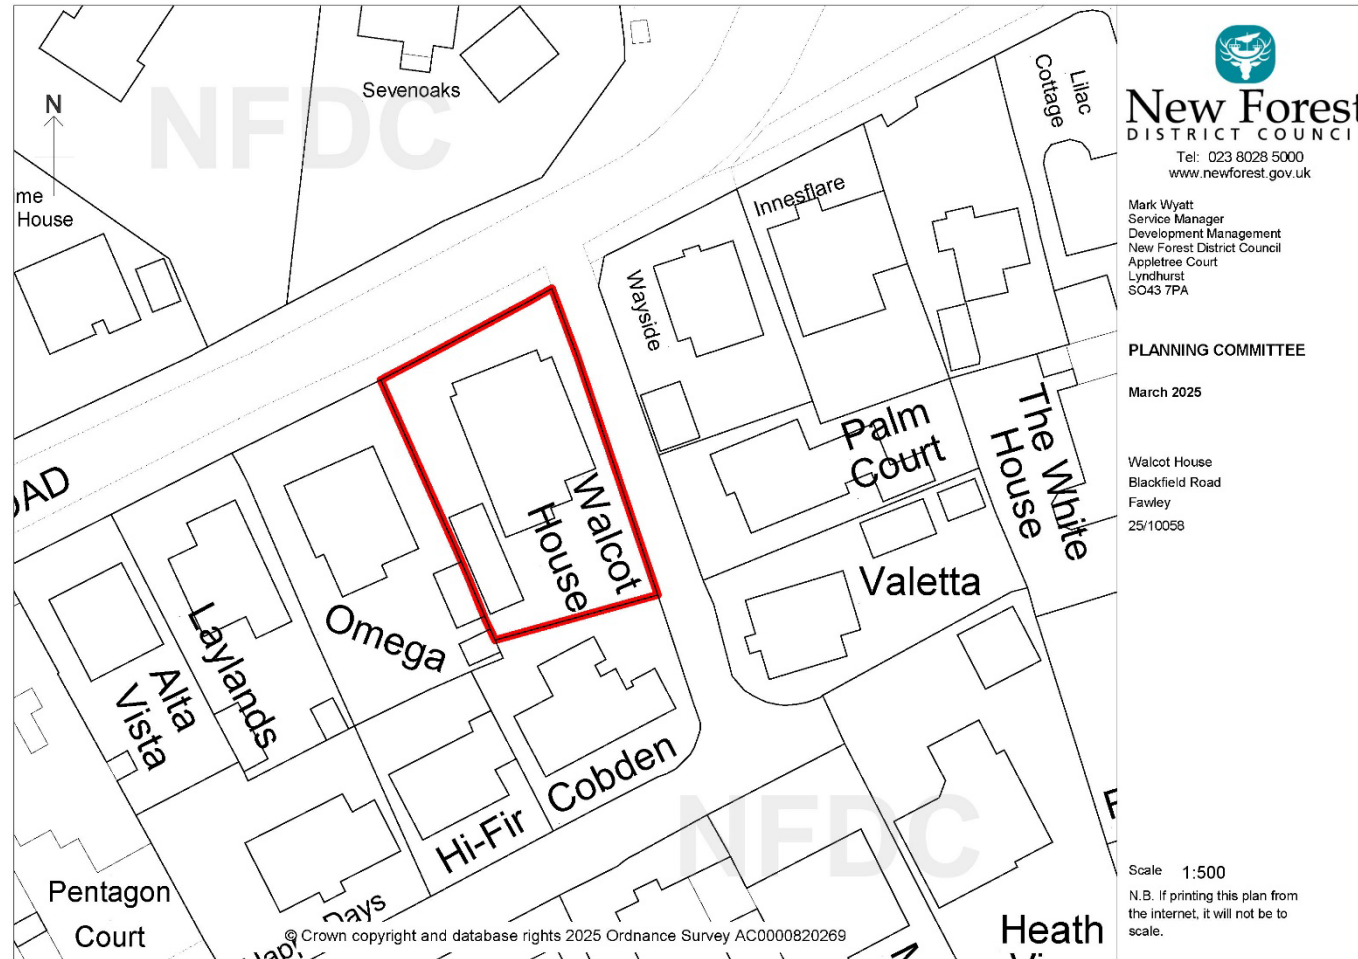 NFDC
N
Sevenoaks
me
House
Lilac
Cottage
Innesflare
Wayside
OAD
Walcot
House
Palm
Court
The White
House
Valetta
Omega
Laylands
Alta
Vista
Cobden
Hi-Fir
NFDC
Pentagon
Court
Days
Heath
© Crown copyright and database rights 2025 Ordnance Survey AC0000820269
New Forest
DISTRICT COUNCI
Tel: 023 8028 5000
www.newforest.gov.uk
Mark Wyatt
Service Manager
Development Management
New Forest District Council
Appletree Court
Lyndhurst
SO43 7PA
PLANNING COMMITTEE
March 2025
Walcot House
Blackfield Road
Fawley
25/10058
Scale 1:500
N.B. If printing this plan from
the internet, it will not be to
scale.